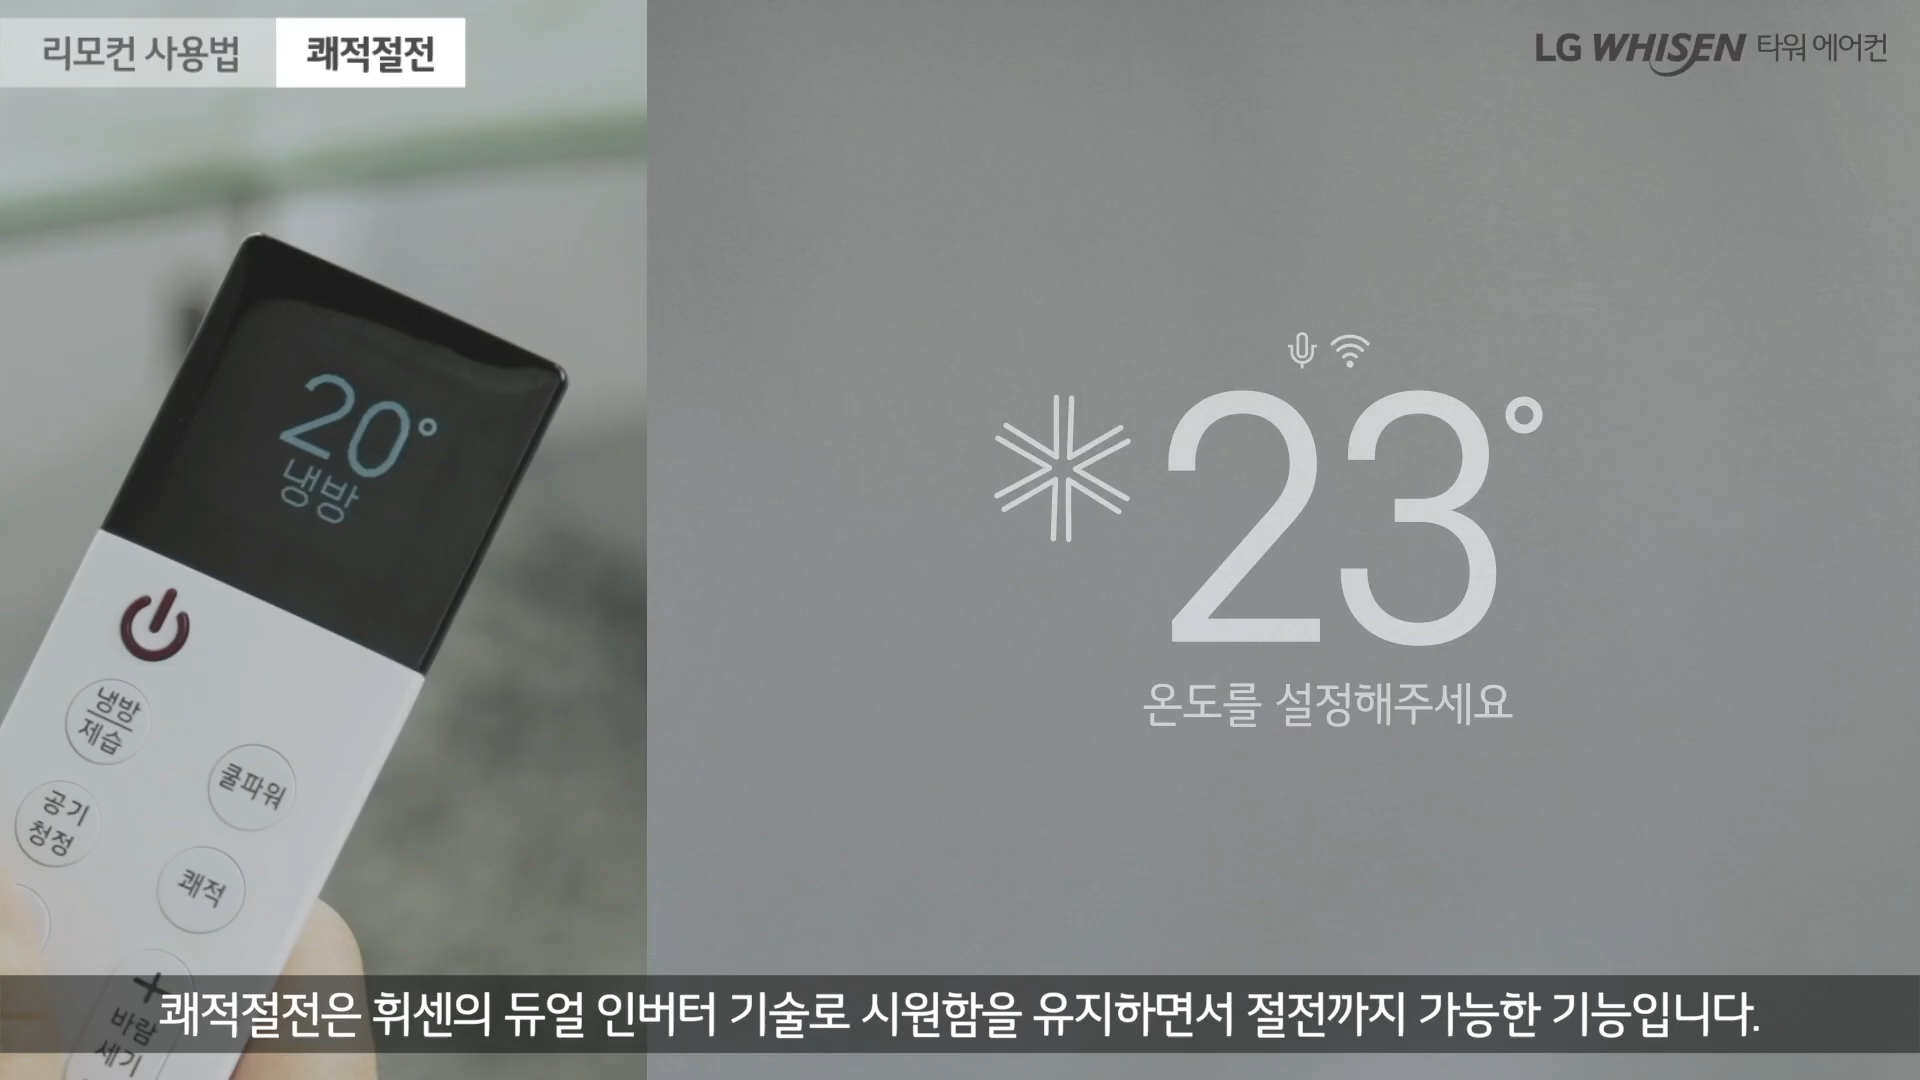 리모컨 사용법 쾌적절전
LG WHISEN 타워 에어컨
20°
냉방
냉방
제습
쿨파워
공기
청정
쾌적
+
바람
세기
23°
온도를 설정해주세요
쾌적절전은 휘센의 듀얼 인버터 기술로 시원함을 유지하면서 절전까지 가능한 기능입니다.